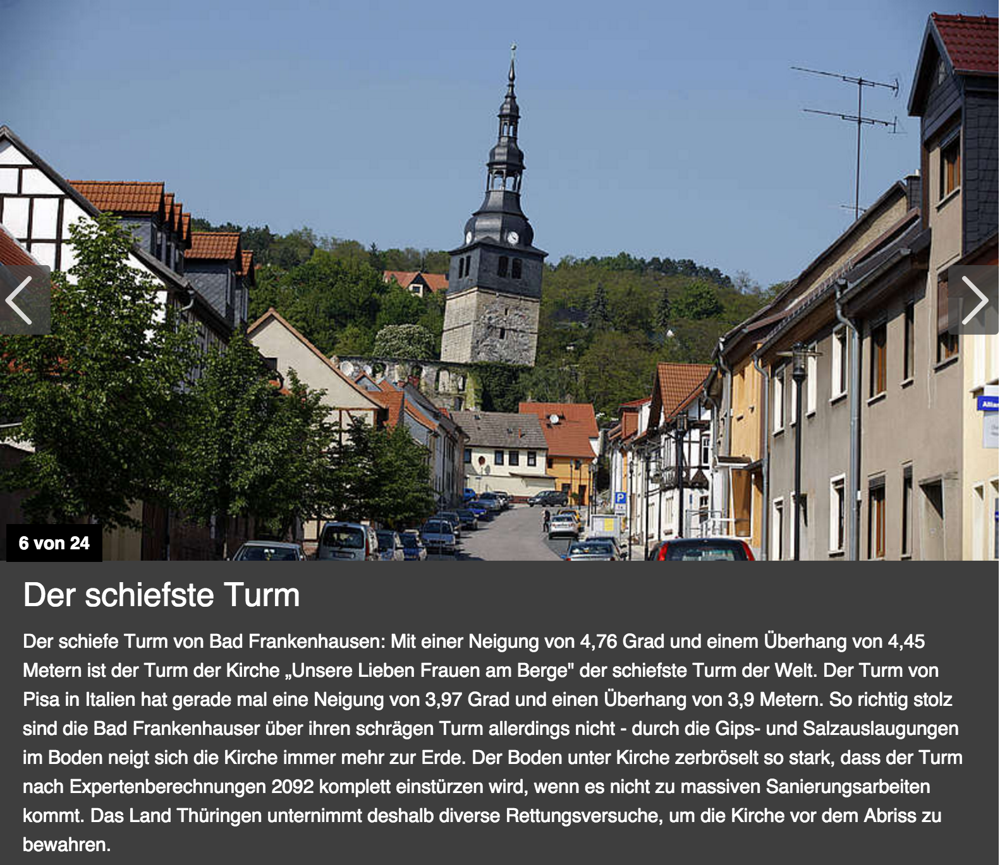 Allian
P
6 von 24
Der schiefste Turm
Der schiefe Turm von Bad Frankenhausen: Mit einer Neigung von 4,76 Grad und einem Überhang von 4,45
Metern ist der Turm der Kirche „Unsere Lieben Frauen am Berge" der schiefste Turm der Welt. Der Turm von
Pisa in Italien hat gerade mal eine Neigung von 3,97 Grad und einen Überhang von 3,9 Metern. So richtig stolz
sind die Bad Frankenhauser über ihren schrägen Turm allerdings nicht - durch die Gips- und Salzauslaugungen
im Boden neigt sich die Kirche immer mehr zur Erde. Der Boden unter Kirche zerbröselt so stark, dass der Turm
nach Expertenberechnungen 2092 komplett einstürzen wird, wenn es nicht zu massiven Sanierungsarbeiten
kommt. Das Land Thüringen unternimmt deshalb diverse Rettungsversuche, um die Kirche vor dem Abriss zu
bewahren.